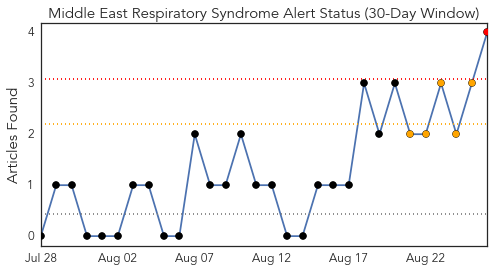 Middle East Respiratory Syndrome Alert Status (30-Day Window)
Articles Found
4
3
2
1
0
Jul 28 Aug 02 Aug 07 Aug 12 Aug 17 Aug 22